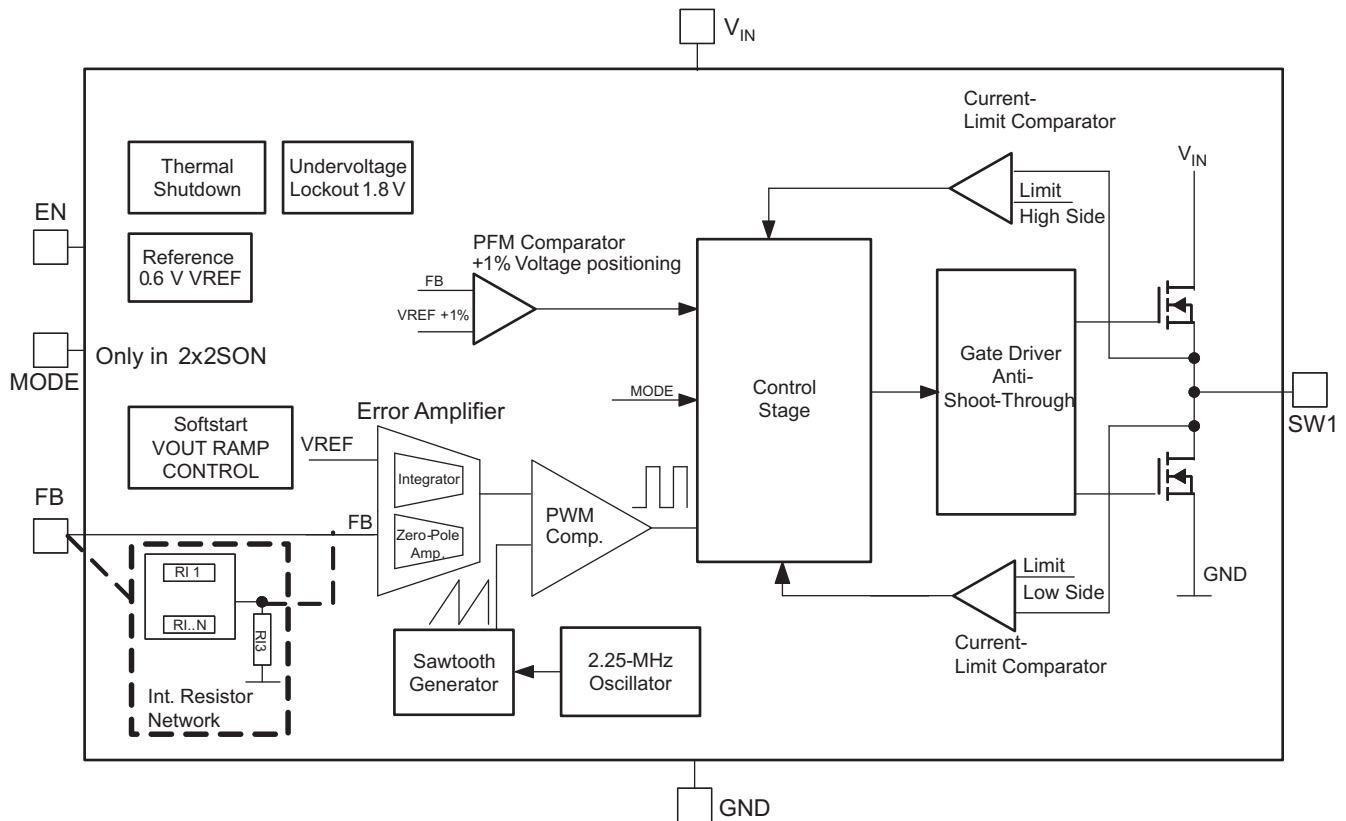 VIN
Current-
Limit Comparator
Thermal
Shutdown
Undervoltage
Lockout 1.8 V
VIN
Limit
High Side
EN
Reference
0.6 V VREF
PFM Comparator
+1% Voltage positioning
FB
VREF +1%
MODE
Only in 2x2SON
Control
Stage
Gate Driver
Anti-
Shoot-Through
MODE
SW1
Softstart
VOUT RAMP
CONTROL
Error Amplifier
VREF
Integrator
FB
FB
Zero-Pole
Amp.
PWM
Comp.
Limit
Low Side
GND
RI 1
RI..N
RI3
Int. Resistor
Network
Sawtooth
Generator
2.25-MHz
Oscillator
Current-
Limit Comparator
GND